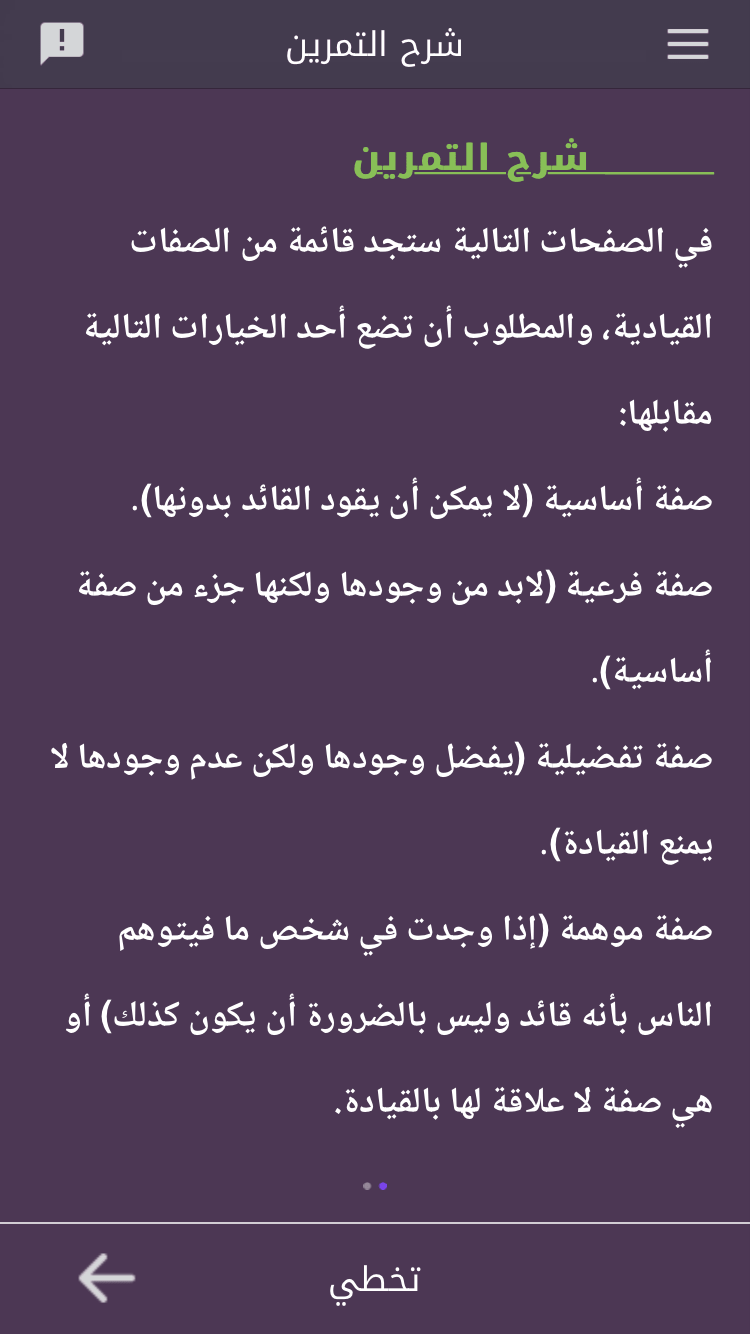 شرح التمرين
شرح التمرين
في الصفحات التالية ستجد قائمة من الصفات
القيادية، والمطلوب أن تضع أحد الخيارات التالية
مقابلها:
صفة أساسية (لا يمكن أن يقود القائد بدونها).
صفة فرعية (لابد من وجودها ولكنها جزء من صفة
أساسية).
صفة تفضيلية (يفضل وجودها ولكن عدم وجودها لا
يمنع القيادة).
صفة موهمة (إذا وجدت في شخص ما فيتوهم
الناس بأنه قائد وليس بالضرورة أن يكون كذلك) أو
هي صفة لا علاقة لها بالقيادة.
تخطي